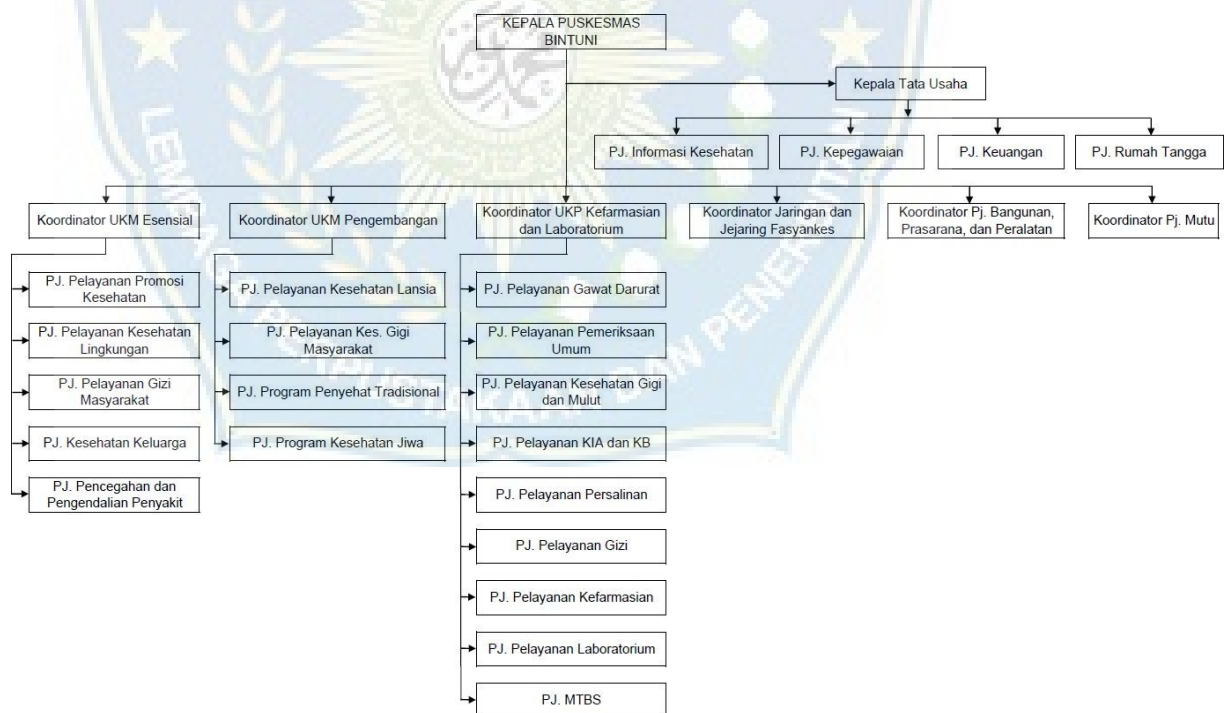 KEPALA PUSKESMAS
BINTUNI
Kepala Tata Usaha
PJ. Informasi Kesehatan
PJ. Kepegawaian
PJ. Keuangan
PJ. Rumah Tangga
Koordinator UKM Esensial
Koordinator UKM Pengembangan
Koordinator UKP Kefarmasian
dan Laboratorium
Koordinator Jaringan dan
Jejaring Fasyankes
Koordinator Pj. Bangunan,
Prasarana, dan Peralatan
Koordinator Pj. Mutu
PJ. Pelayanan Promosi
Kesehatan
PJ. Pelayanan Kesehatan
Lingkungan
PJ. Pelayanan Gizi
Masyarakat
PJ. Kesehatan Keluarga
PJ. Pencegahan dan
Pengendalian Penyakit
PJ. Pelayanan Kesehatan Lansia
PJ. Pelayanan Kes. Gigi
Masyarakat
PJ. Program Penyehat Tradisional
PJ. Program Kesehatan Jiwa
PJ. Pelayanan Gawat Darurat
PJ. Pelayanan Pemeriksaan
Umum
PJ. Pelayanan Kesehatan Gigi
dan Mulut
PJ. Pelayanan KIA dan KB
PJ. Pelayanan Persalinan
PJ. Pelayanan Gizi
PJ. Pelayanan Kefarmasian
PJ. Pelayanan Laboratorium
PJ. MTBS